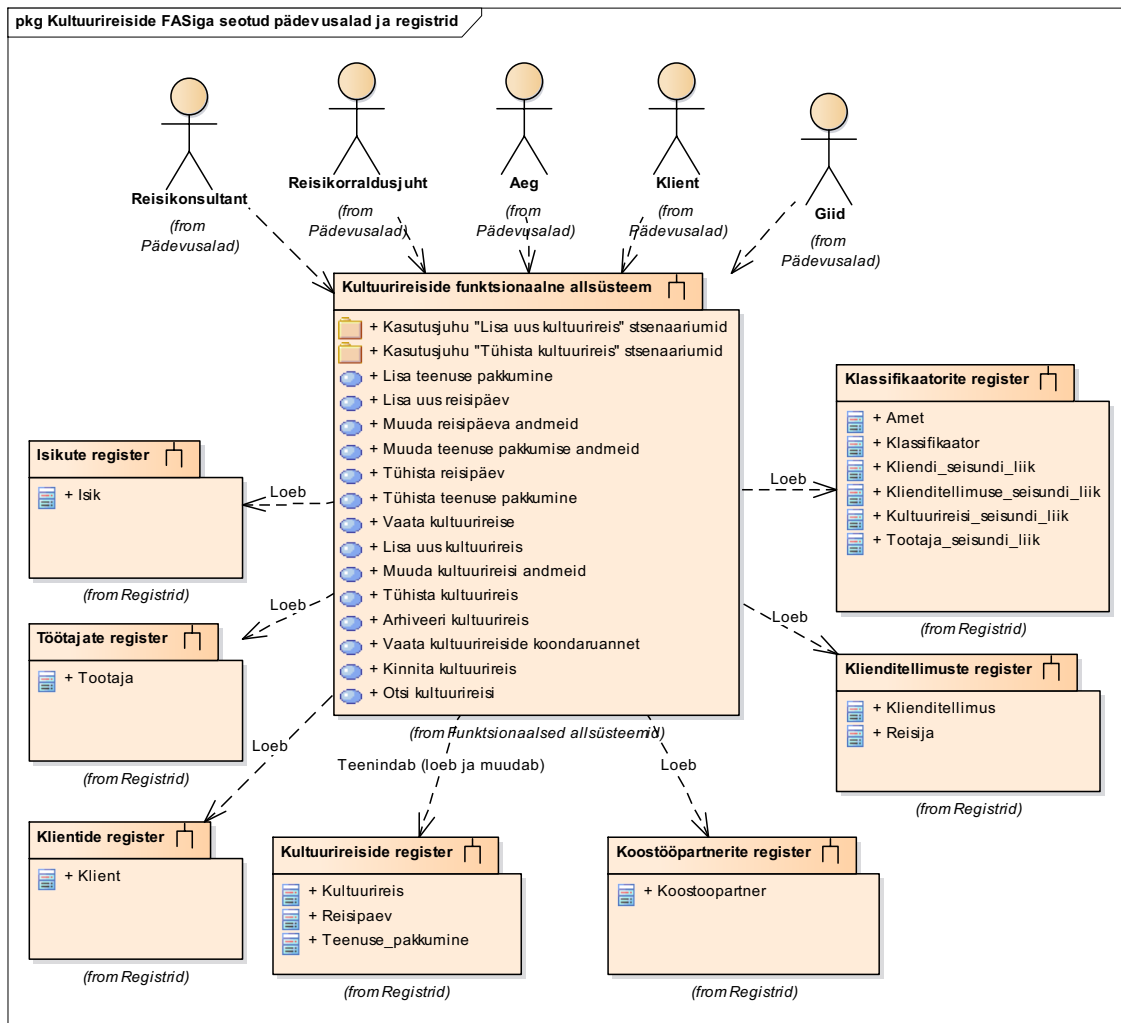 pkg Kultuurireiside FASiga seotud pädevusalad ja registrid
Reisikonsultant
(from
Pädevusalad)
Reisikorraldusjuht
(from
Pädevusalad)
Aeg
(from
Pädevusalad)
Klient
(from
Pädevusalad)
Giid
(from
Pädevusalad)
Kultuurireiside funktsionaalne allsüsteem
+ Kasutusjuhu "Lisa uus kultuurireis" stsenaariumid
+ Kasutusjuhu "Tühista kultuurireis" stsenaariumid
+ Lisa teenuse pakkumine
+ Lisa uus reisipäev
+ Muuda reisipäeva andmeid
+ Muuda teenuse pakkumise andmeid
+ Tühista reisipäev
+ Tühista teenuse pakkumine
+ Vaata kultuurireise
+ Lisa uus kultuurireis
+ Muuda kultuurireisi andmeid
+ Tühista kultuurireis
+ Arhiveeri kultuurireis
+ Vaata kultuurireiside koondaruannet
+ Kinnita kultuurireis
+ Otsi kultuurireisi
(from Funktsionaalsed allsüsteemid)
Isikute register
+ Isik
(from Registrid)
Loeb
Töötajate register
+ Tootaja
(from Registrid)
Loeb
Klientide register
+ Klient
(from Registrid)
Loeb
Teenindab (loeb ja muudab)
Kultuurireiside register
+ Kultuurireis
+ Reisipaev
+ Teenuse_pakkumine
(from Registrid)
Loeb
Koostööpartnerite register
+ Koostoopartner
(from Registrid)
Loeb
Klassifikaatorite register
+ Amet
+ Klassifikaator
+ Kliendi_seisundi_liik
+ Klienditellimuse_seisundi_liik
+ Kultuurireisi_seisundi_liik
+ Tootaja_seisundi_liik
(from Registrid)
Loeb
Klienditellimuste register
+ Klienditellimus
+ Reisija
(from Registrid)